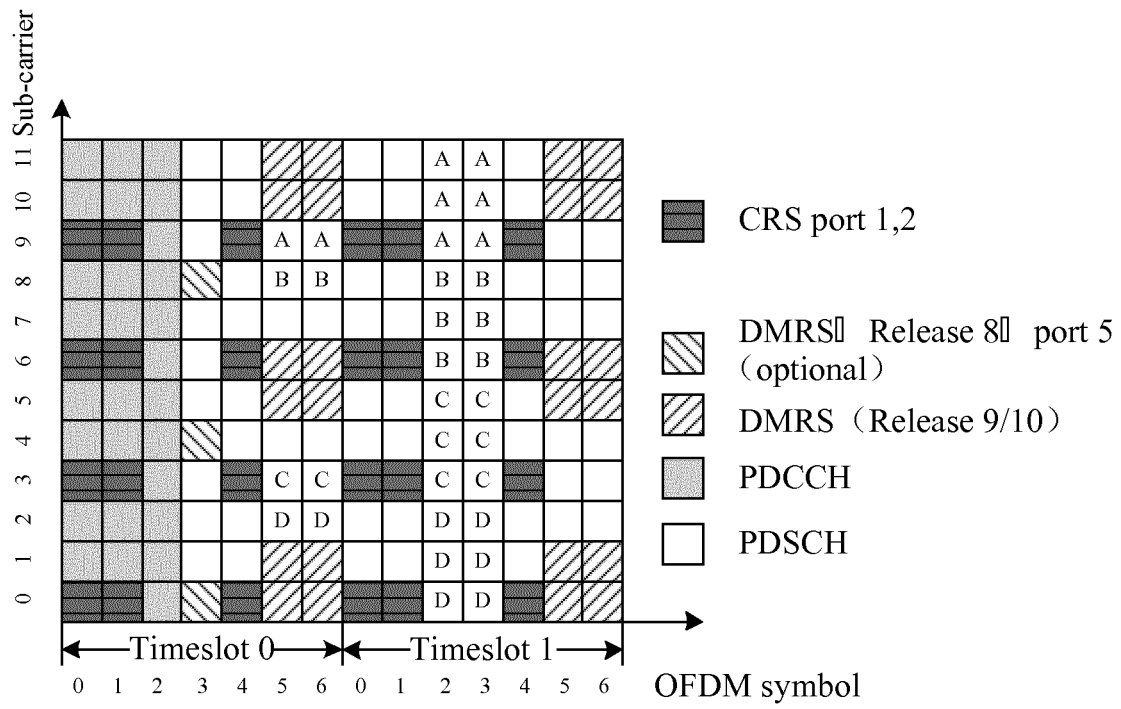 Sub-carrier
11 A A
10 A A
9 A A A A
8 B B B B
7 B B
6 B B
5 C C
4 C C
3 C C C C
2 D D D D
1 D D
0 D D
Timeslot 0 Timeslot 1
0 1 2 3 4 5 6 0 1 2 3 4 5 6 OFDM symbol
CRS port 1,2
DMRS▯ Release 8▯ port 5
（optional）
DMRS（Release 9/10）
PDCCH
PDSCH